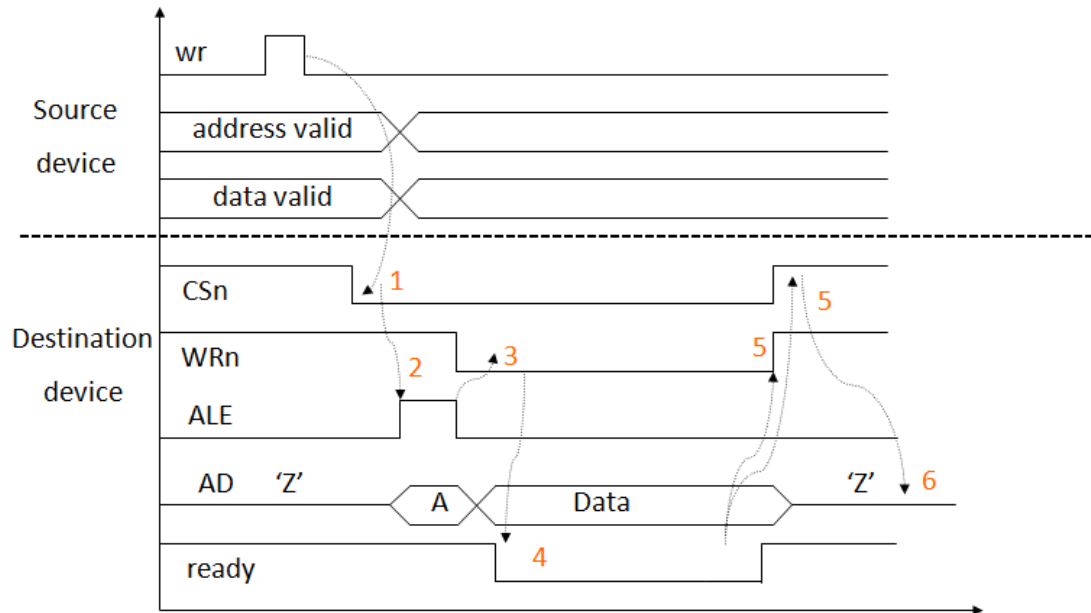 wr
Source
device
address valid
data valid
CSn
1
5
Destination
device
WRn
2
3
5
ALE
AD 'Z' A Data 'Z' 6
ready
4